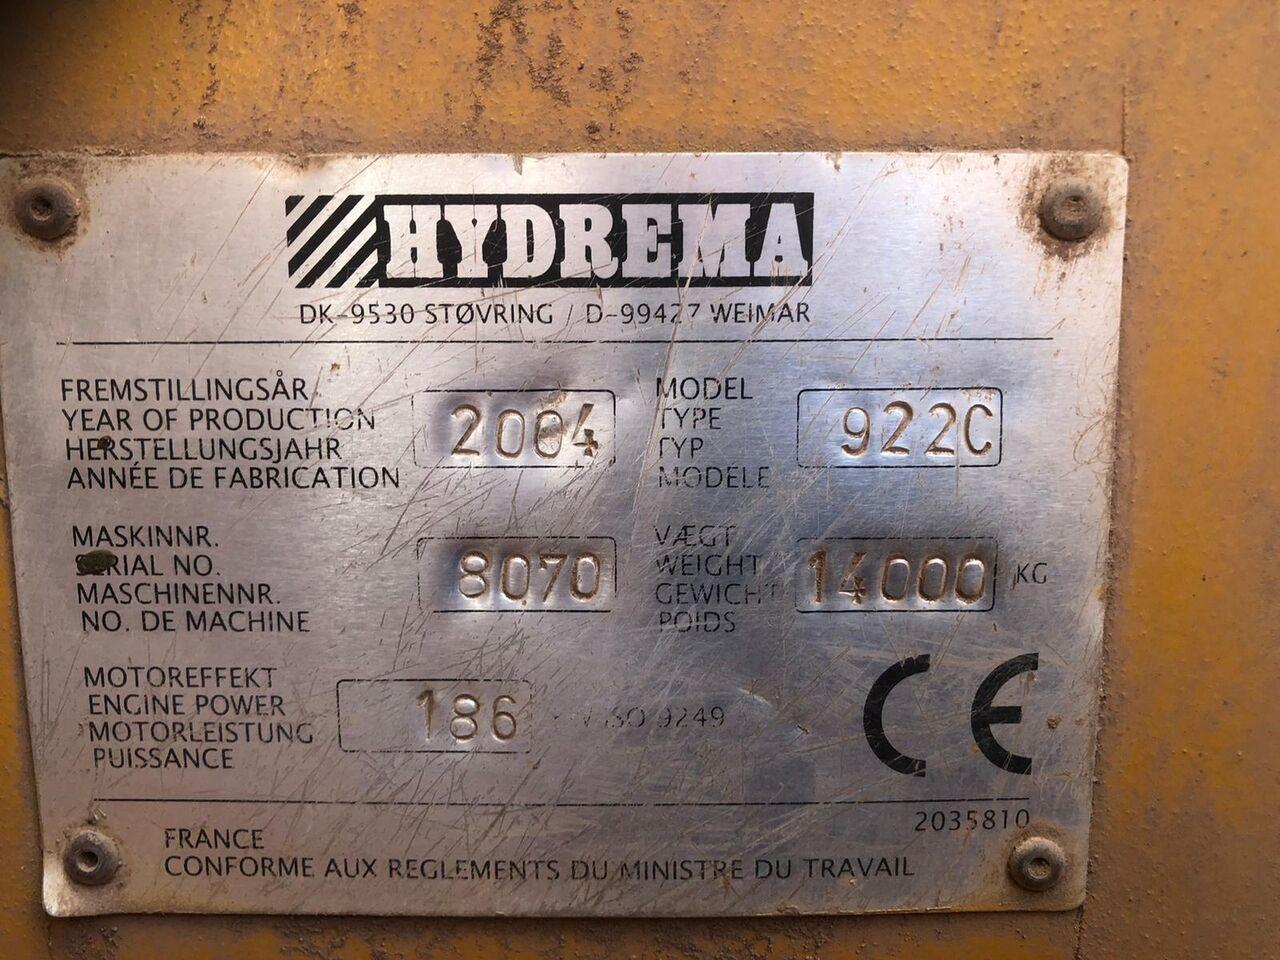 HYDREMA
DK-9530 STØVRING / D-99427 WEIMAR
FREMSTILLINGSÅR
YEAR OF PRODUCTION
HERSTELLUNGSJAHR
ANNÉE DE FABRICATION
2004
MODEL
TYPE
TYP
MODELE
922C
MASKINNR.
SERIAL NO.
MASCHINENNR.
NO. DE MACHINE
8070
VÆGT
WEIGHT
GEWICHT
POIDS
14000 KG
MOTOREFFEKT
ENGINE POWER
MOTORLEISTUNG
PUISSANCE
186 ISO 9249
CE
2035810
FRANCE
CONFORME AUX REGLEMENTS DU MINISTRE DU TRAVAIL